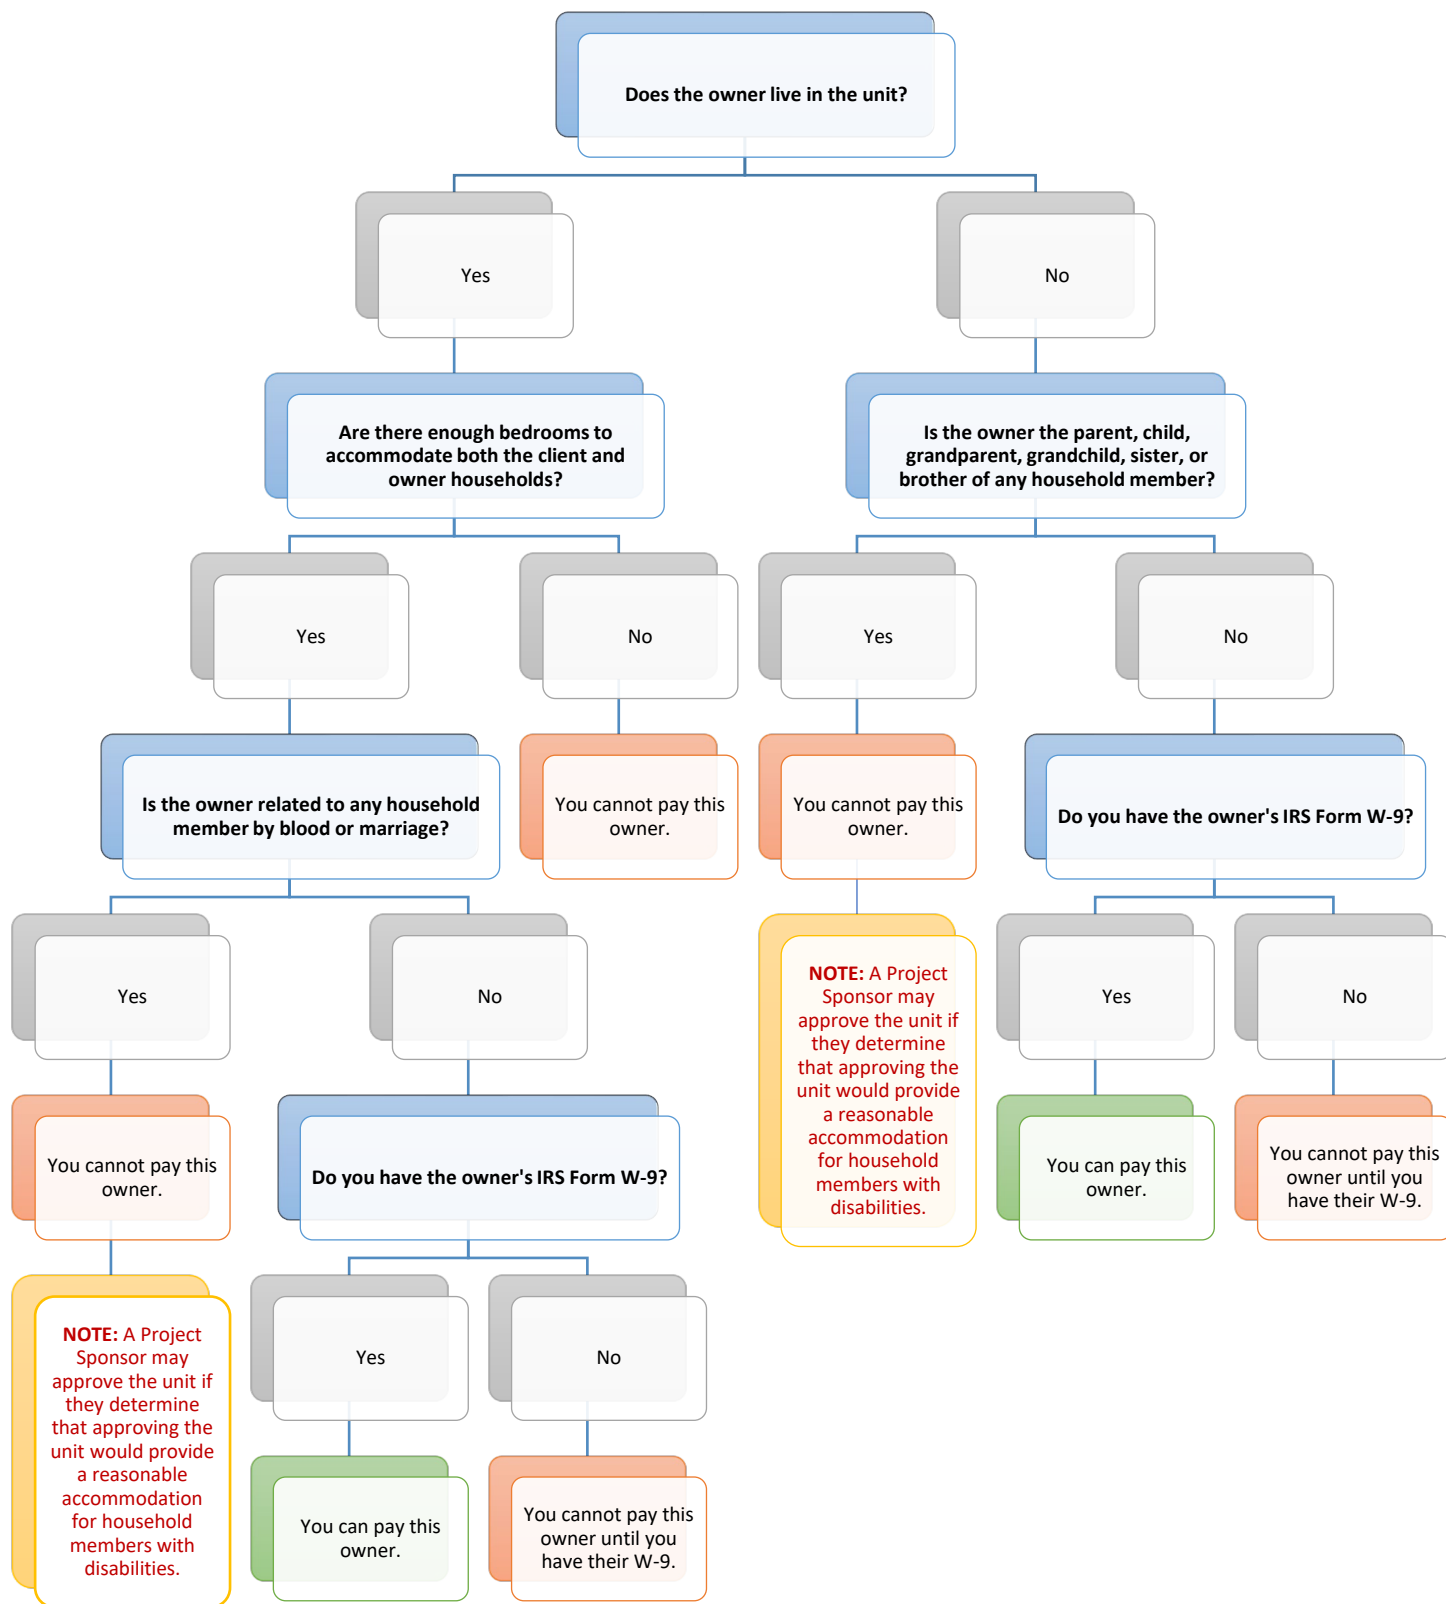 Does the owner live in the unit?
Yes
No
Are there enough bedrooms to
accommodate both the client and
owner households?
Is the owner the parent, child,
grandparent, grandchild, sister, or
brother of any household member?
Yes
No
Yes
No
Is the owner related to any household
member by blood or marriage?
You cannot pay this
owner.
You cannot pay this
owner.
Do you have the owner's IRS Form W-9?
Yes
No
NOTE: A Project
Sponsor may
approve the unit if
they determine
that approving the
unit would provide
a reasonable
accommodation
for household
members with
disabilities.
Yes
No
You cannot pay this
owner.
Do you have the owner's IRS Form W-9?
You can pay this
owner.
You cannot pay this
owner until you
have their W-9.
NOTE: A Project
Sponsor may
approve the unit if
they determine
that approving the
unit would provide
a reasonable
accommodation
for household
members with
disabilities.
Yes
No
You can pay this
owner.
You cannot pay this
owner until you
have their W-9.